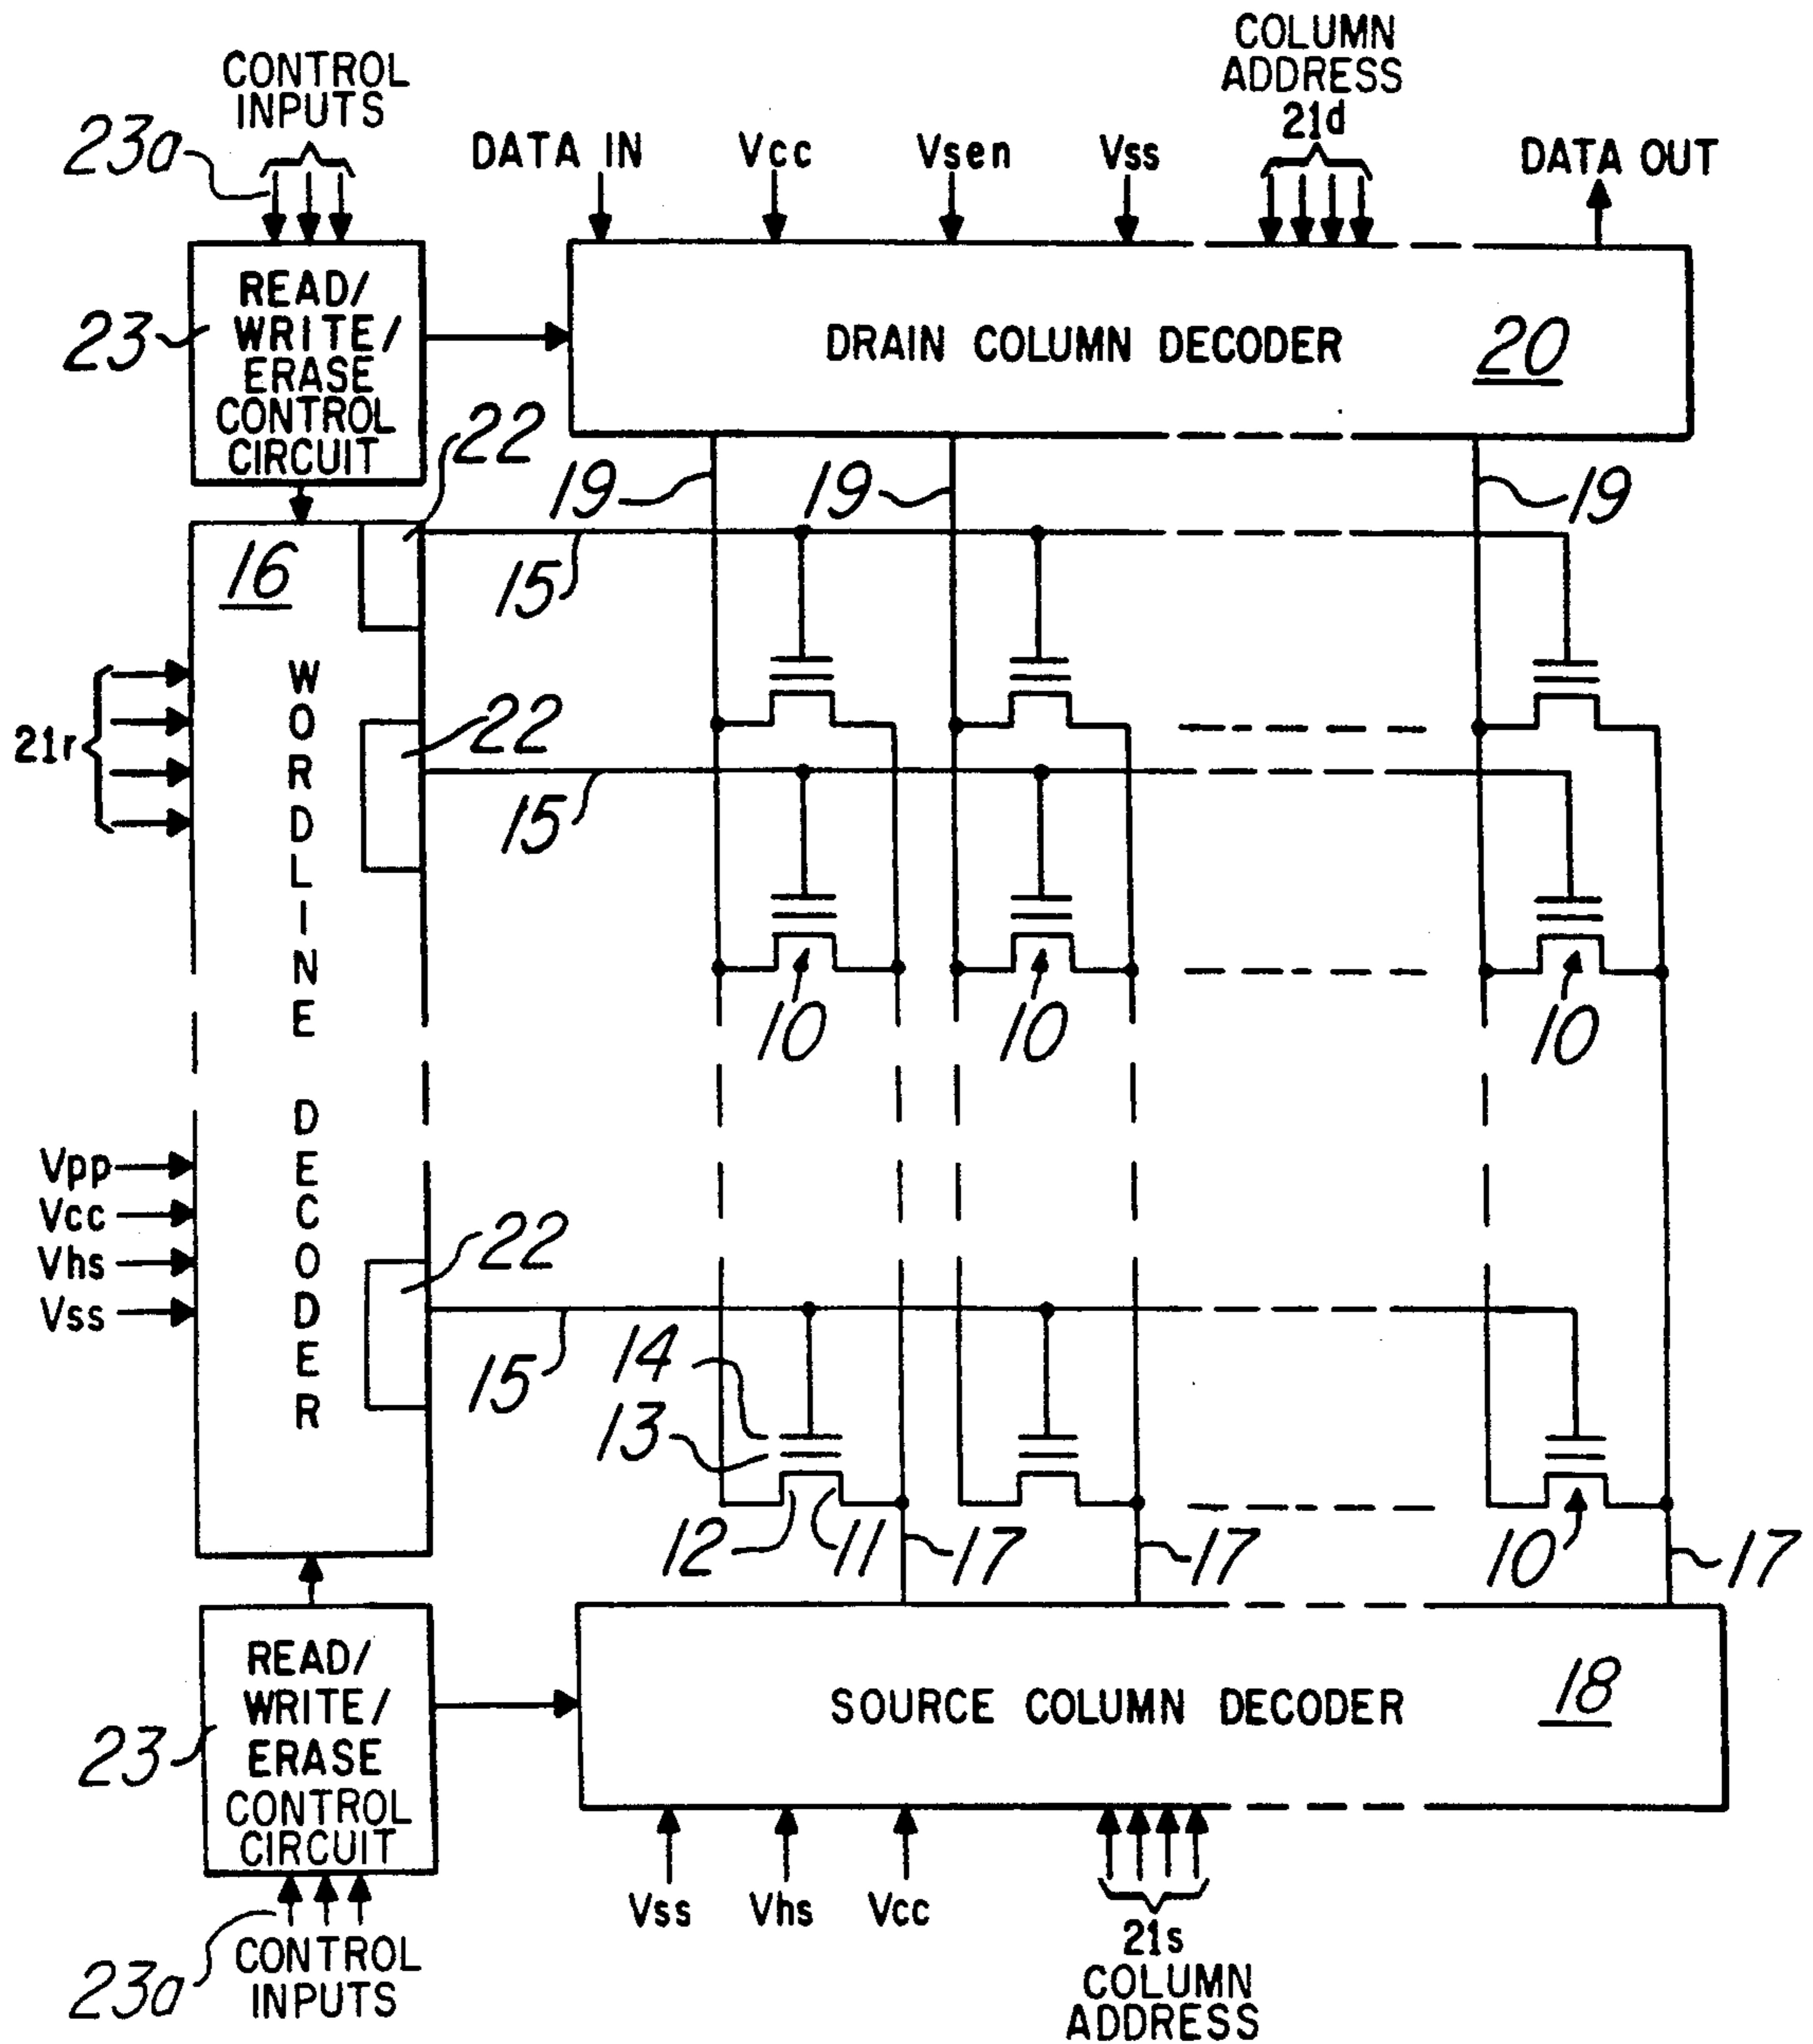 CONTROL
INPUTS
23a
DATA IN
Vcc
Vsen
Vss
COLUMN
ADDRESS
21d
DATA OUT
READ/
WRITE/
ERASE
CONTROL
CIRCUIT
23
DRAIN COLUMN DECODER
20
22
19
19
19
16
15
WORDLINE DECODER
21r
22
15
10
10
10
Vpp
Vcc
Vhs
Vss
22
15
14
13
12
11
17
17
10
17
READ/
WRITE/
ERASE
CONTROL
CIRCUIT
23
SOURCE COLUMN DECODER
18
23a
CONTROL
INPUTS
Vss
Vhs
Vcc
21s
COLUMN
ADDRESS